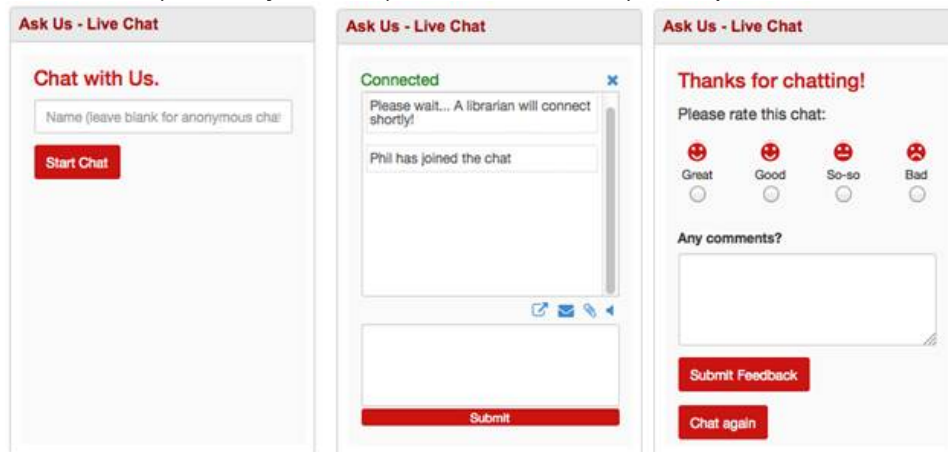 Ask Us - Live Chat
Chat with Us.
Name (leave blank for anonymous chat
Start Chat
Ask Us - Live Chat
Connected
Please wait... A librarian will connect
shortly!
Phil has joined the chat
Submit
Ask Us - Live Chat
Thanks for chatting!
Please rate this chat:
Great Good So-so Bad
Any comments?
Submit Feedback
Chat again